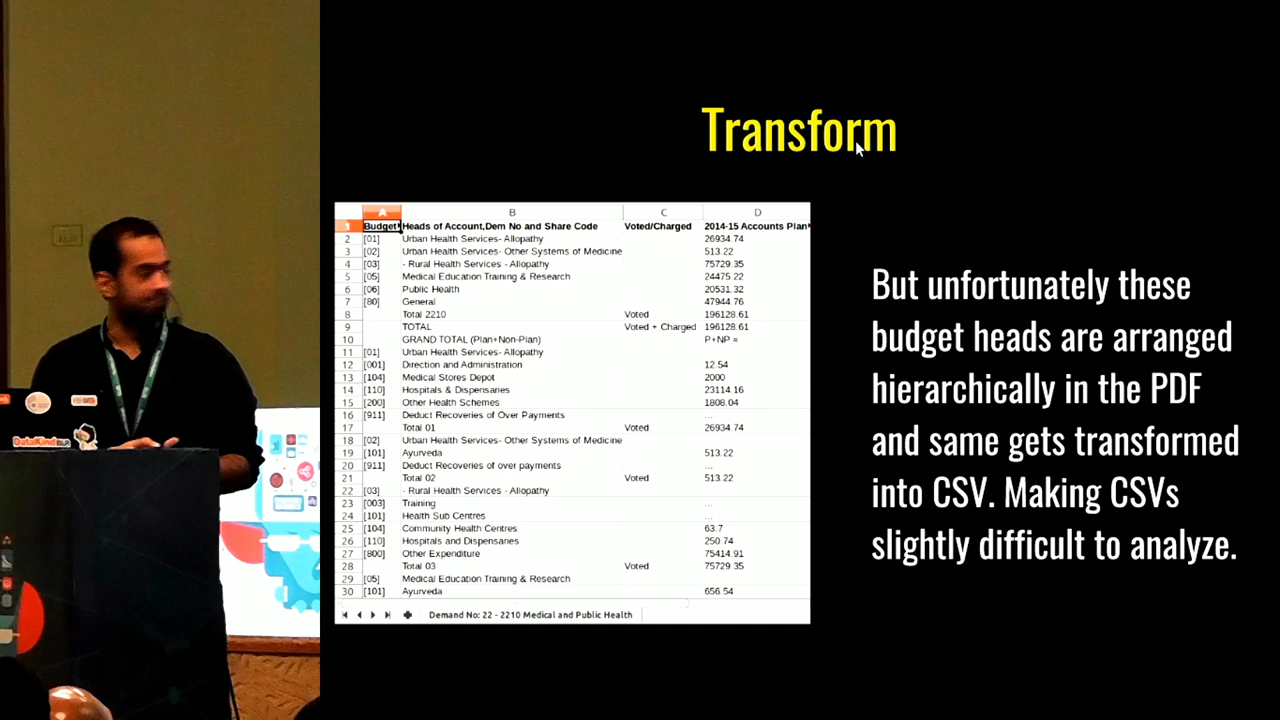 Transform
A B C D
1 Budget Heads of Account,Dem No and Share Code Voted/Charged 2014-15 Accounts Plan
2 [01] Urban Health Services- Allopathy 26934.74
3 [02] Urban Health Services- Other Systems of Medicine 513.22
4 [03] - Rural Health Services - Allopathy 75729.35
5 [05] Medical Education Training & Research 24475.22
6 [06] Public Health 20531.32
7 [80] General 47944.76
8 Total 2210 Voted 196128.61
9 TOTAL Voted + Charged 196128.61
10 GRAND TOTAL (Plan+Non-Plan) P+NP =
11 [01] Urban Health Services- Allopathy
12 [001] Direction and Administration 12.54
13 [104] Medical Stores Depot 2000
14 [110] Hospitals & Dispensaries 23114.16
15 [200] Other Health Schemes 1808.04
16 [911] Deduct Recoveries of Over Payments ...
17 Total 01 Voted 26934.74
18 [02] Urban Health Services- Other Systems of Medicine
19 [101] Ayurveda 513.22
20 [911] Deduct Recoveries of over payments ...
21 Total 02 Voted 513.22
22 [03] - Rural Health Services - Allopathy
23 [003] Training ...
24 [101] Health Sub Centres ...
25 [104] Community Health Centres 63.7
26 [110] Hospitals and Dispensaries 250.74
27 [800] Other Expenditure 75414.91
28 Total 03 Voted 75729.35
29 [05] Medical Education Training & Research
30 [101] Ayurveda 656.54
Demand No: 22 - 2210 Medical and Public Health
But unfortunately these
budget heads are arranged
hierarchically in the PDF
and same gets transformed
into CSV. Making CSVs
slightly difficult to analyze.
DataKind BLR